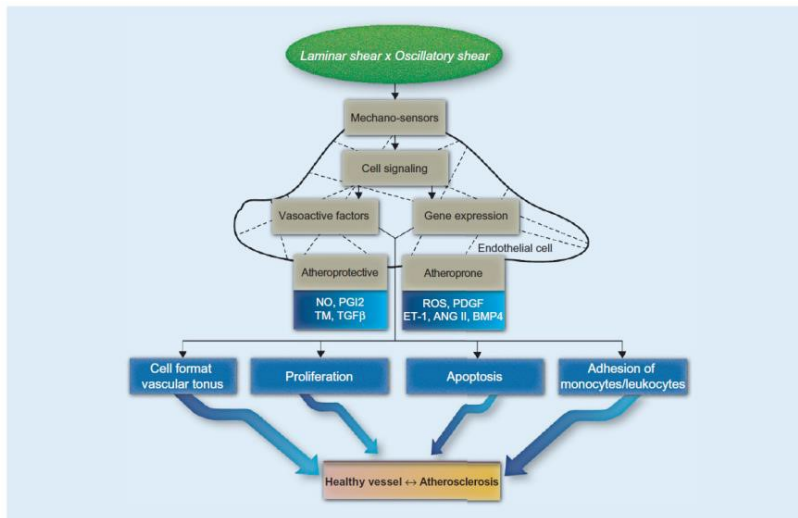 Laminar shear x Oscillatory shear
Mechano-sensors
Cell signaling
Vasoactive factors
Gene expression
Endothelial cell
Atheroprotective
Atheroprone
NO, PGI2
TM, TGFβ
ROS, PDGF
ET-1, ANG II, BMP4
Cell format
vascular tonus
Proliferation
Apoptosis
Adhesion of
monocytes/leukocytes
Healthy vessel ↔ Atherosclerosis